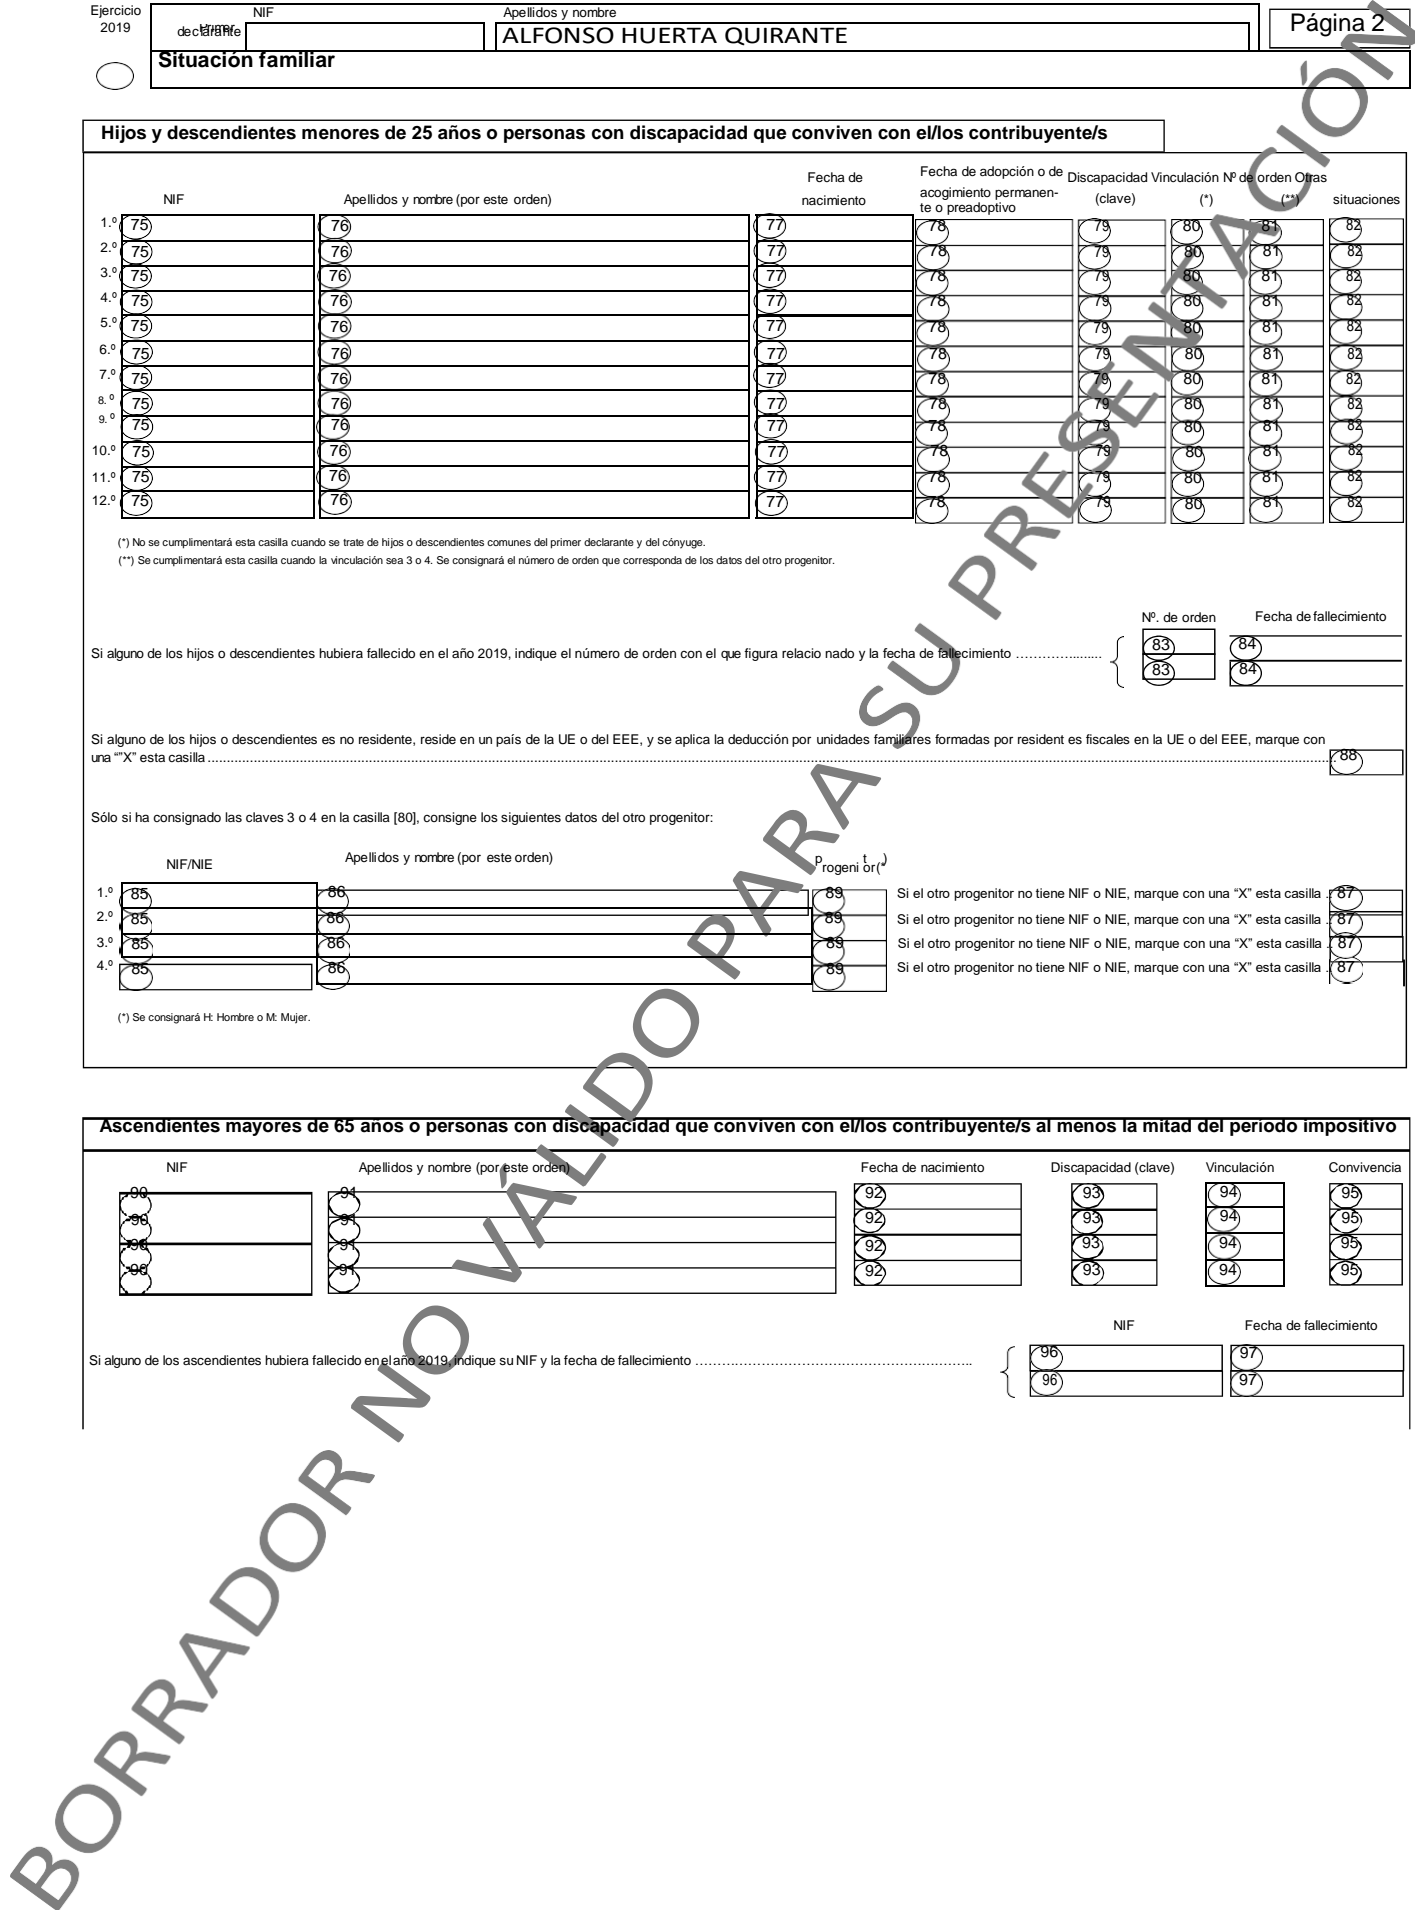 Ejercicio
2019
Primer
declarante
NIF
Apellidos y nombre
ALFONSO HUERTA QUIRANTE
Página 2
Situación familiar
Hijos y descendientes menores de 25 años o personas con discapacidad que conviven con el/los contribuyente/s
NIF
Apellidos y nombre (por este orden)
Fecha de
nacimiento
Fecha de adopción o de
acogimiento permanen-
te o preadoptivo
Discapacidad Vinculación Nº de orden Otras
(clave) (*) (**) situaciones
1.º 75 76 77 78 79 80 81 82
2.º 75 76 77 78 79 80 81 82
3.º 75 76 77 78 79 80 81 82
4.º 75 76 77 78 79 80 81 82
5.º 75 76 77 78 79 80 81 82
6.º 75 76 77 78 79 80 81 82
7.º 75 76 77 78 79 80 81 82
8.º 75 76 77 78 79 80 81 82
9.º 75 76 77 78 79 80 81 82
10.º 75 76 77 78 79 80 81 82
11.º 75 76 77 78 79 80 81 82
12.º 75 76 77 78 79 80 81 82
(*) No se cumplimentará esta casilla cuando se trate de hijos o descendientes comunes del primer declarante y del cónyuge.
(**) Se cumplimentará esta casilla cuando la vinculación sea 3 o 4. Se consignará el número de orden que corresponda de los datos del otro progenitor.
Nº. de orden Fecha de fallecimiento
Si alguno de los hijos o descendientes hubiera fallecido en el año 2019, indique el número de orden con el que figura relacio nado y la fecha de fallecimiento ....................
83 84
83 84
Si alguno de los hijos o descendientes es no residente, reside en un país de la UE o del EEE, y se aplica la deducción por unidades familiares formadas por resident es fiscales en la UE o del EEE, marque con
una “"X” esta casilla .......... 88
Sólo si ha consignado las claves 3 o 4 en la casilla [80], consigne los siguientes datos del otro progenitor:
NIF/NIE Apellidos y nombre (por este orden) progenitor(*)
1.º 85 86 89 Si el otro progenitor no tiene NIF o NIE, marque con una “X” esta casilla . 87
2.º 85 86 89 Si el otro progenitor no tiene NIF o NIE, marque con una “X” esta casilla . 87
3.º 85 86 89 Si el otro progenitor no tiene NIF o NIE, marque con una “X” esta casilla . 87
4.º 85 86 89 Si el otro progenitor no tiene NIF o NIE, marque con una “X” esta casilla . 87
(*) Se consignará H: Hombre o M: Mujer.
Ascendientes mayores de 65 años o personas con discapacidad que conviven con el/los contribuyente/s al menos la mitad del periodo impositivo
NIF Apellidos y nombre (por este orden) Fecha de nacimiento Discapacidad (clave) Vinculación Convivencia
90 91 92 93 94 95
90 91 92 93 94 95
90 91 92 93 94 95
90 91 92 93 94 95
NIF Fecha de fallecimiento
Si alguno de los ascendientes hubiera fallecido en el año 2019, indique su NIF y la fecha de fallecimiento ..........
96 97
96 97
BORRADOR NO VÁLIDO PARA SU PRESENTACIÓN